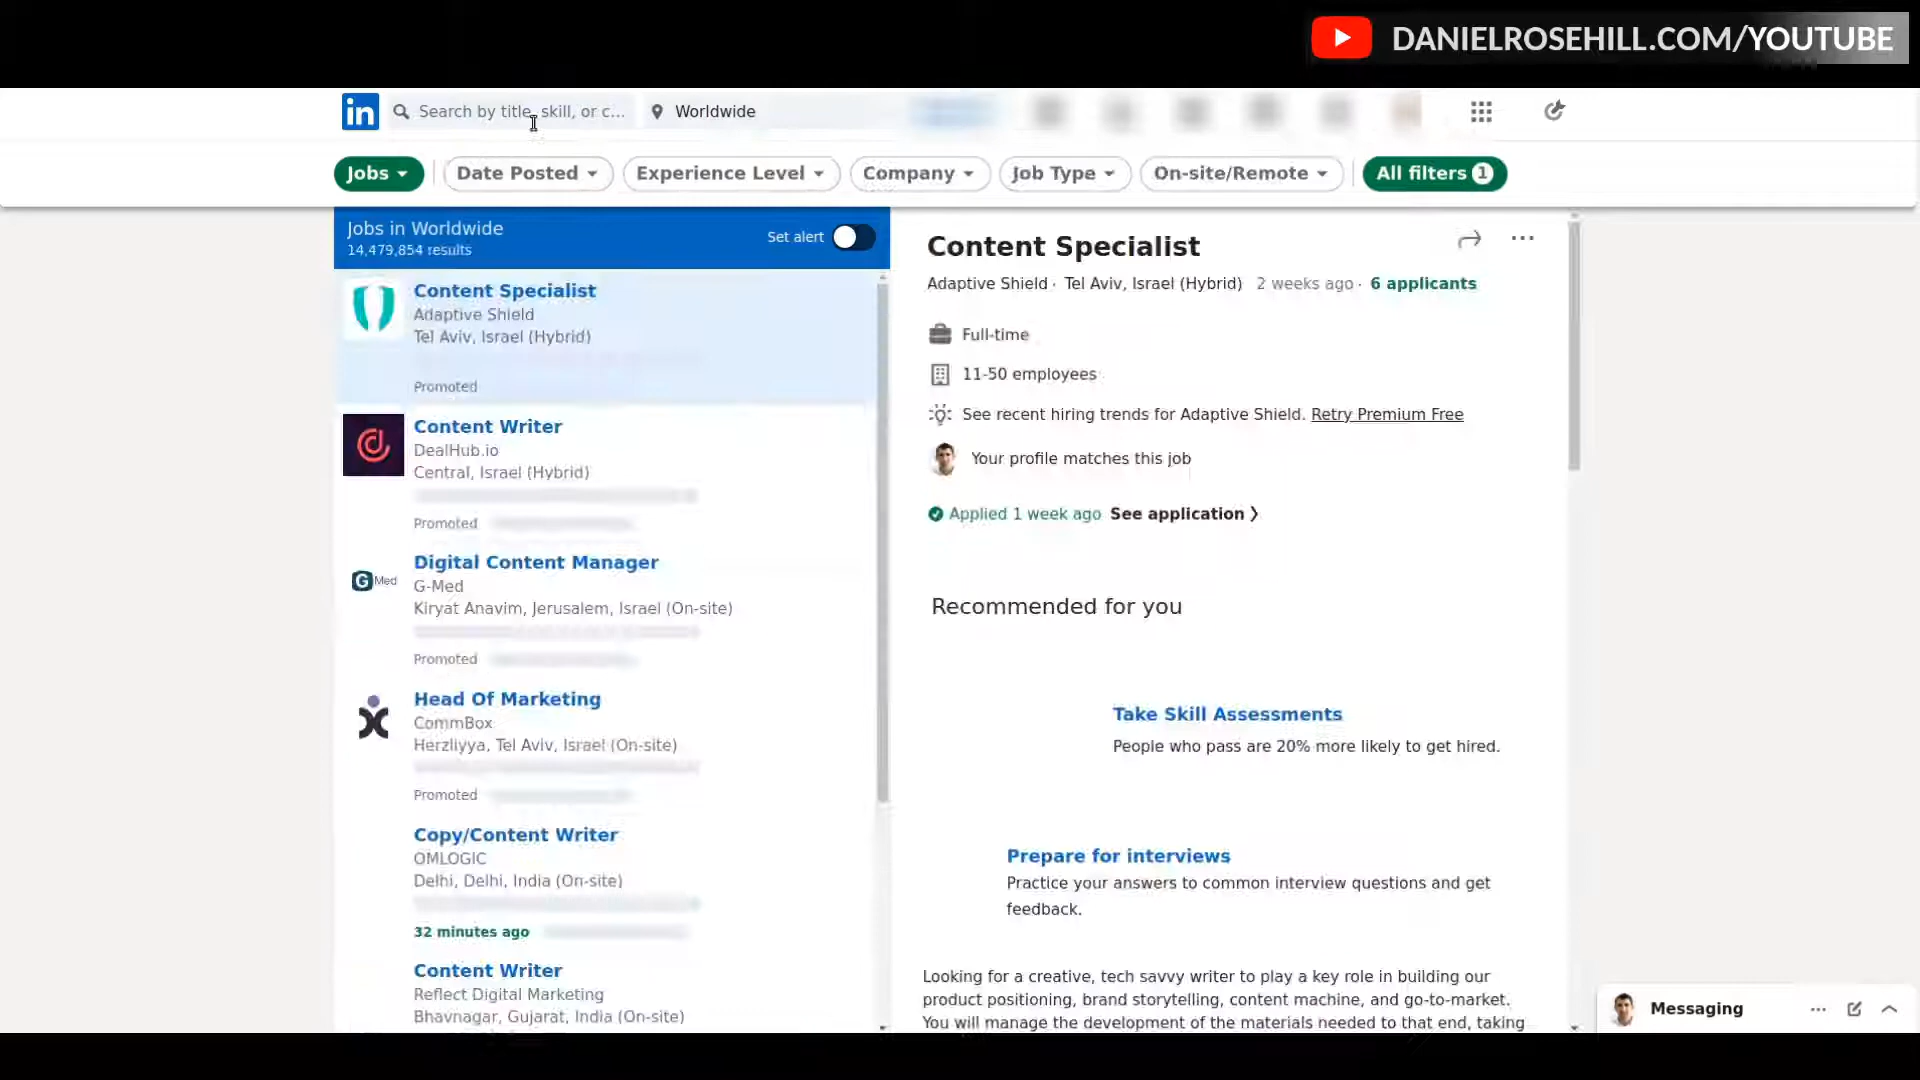 DANIELROSEHILL.COM/YOUTUBE
in
Search by title, skill, or c...
Worldwide
Jobs
Date Posted
Experience Level
Company
Job Type
On-site/Remote
All filters 1
Jobs in Worldwide
14,479,854 results
Set alert
Content Specialist
Adaptive Shield
Tel Aviv, Israel (Hybrid)
Promoted
Content Writer
DealHub.io
Central, Israel (Hybrid)
Promoted
G Med
Digital Content Manager
G-Med
Kiryat Anavim, Jerusalem, Israel (On-site)
Promoted
Head Of Marketing
CommBox
Herzliyya, Tel Aviv, Israel (On-site)
Promoted
Copy/Content Writer
OMLOGIC
Delhi, Delhi, India (On-site)
32 minutes ago
Content Writer
Reflect Digital Marketing
Bhavnagar, Gujarat, India (On-site)
Content Specialist
Adaptive Shield · Tel Aviv, Israel (Hybrid) 2 weeks ago · 6 applicants
Full-time
11-50 employees
See recent hiring trends for Adaptive Shield. Retry Premium Free
Your profile matches this job
Applied 1 week ago See application
Recommended for you
Take Skill Assessments
People who pass are 20% more likely to get hired.
Prepare for interviews
Practice your answers to common interview questions and get
feedback.
Looking for a creative, tech savvy writer to play a key role in building our
product positioning, brand storytelling, content machine, and go-to-market.
You will manage the development of the materials needed to that end, taking
Messaging